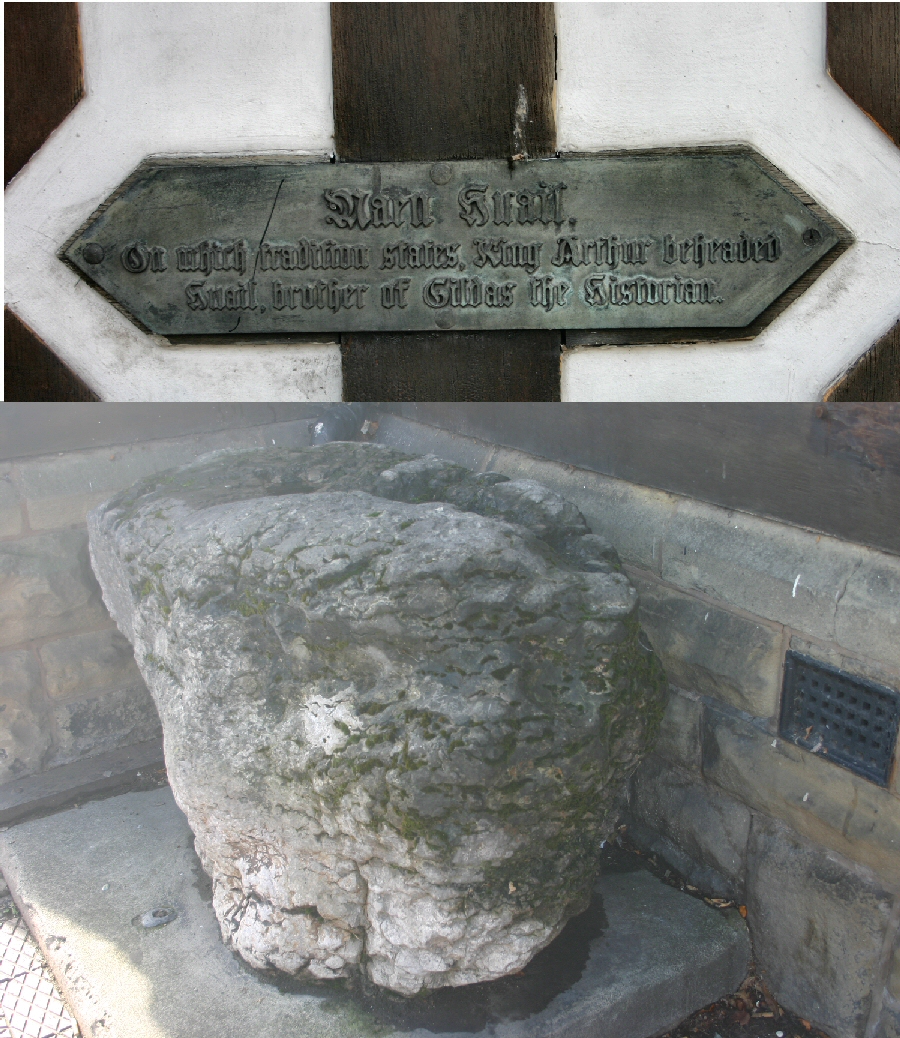 Maen Huail.
On which tradition states, King Arthur beheaded
Huail, brother of Gildas the Historian.